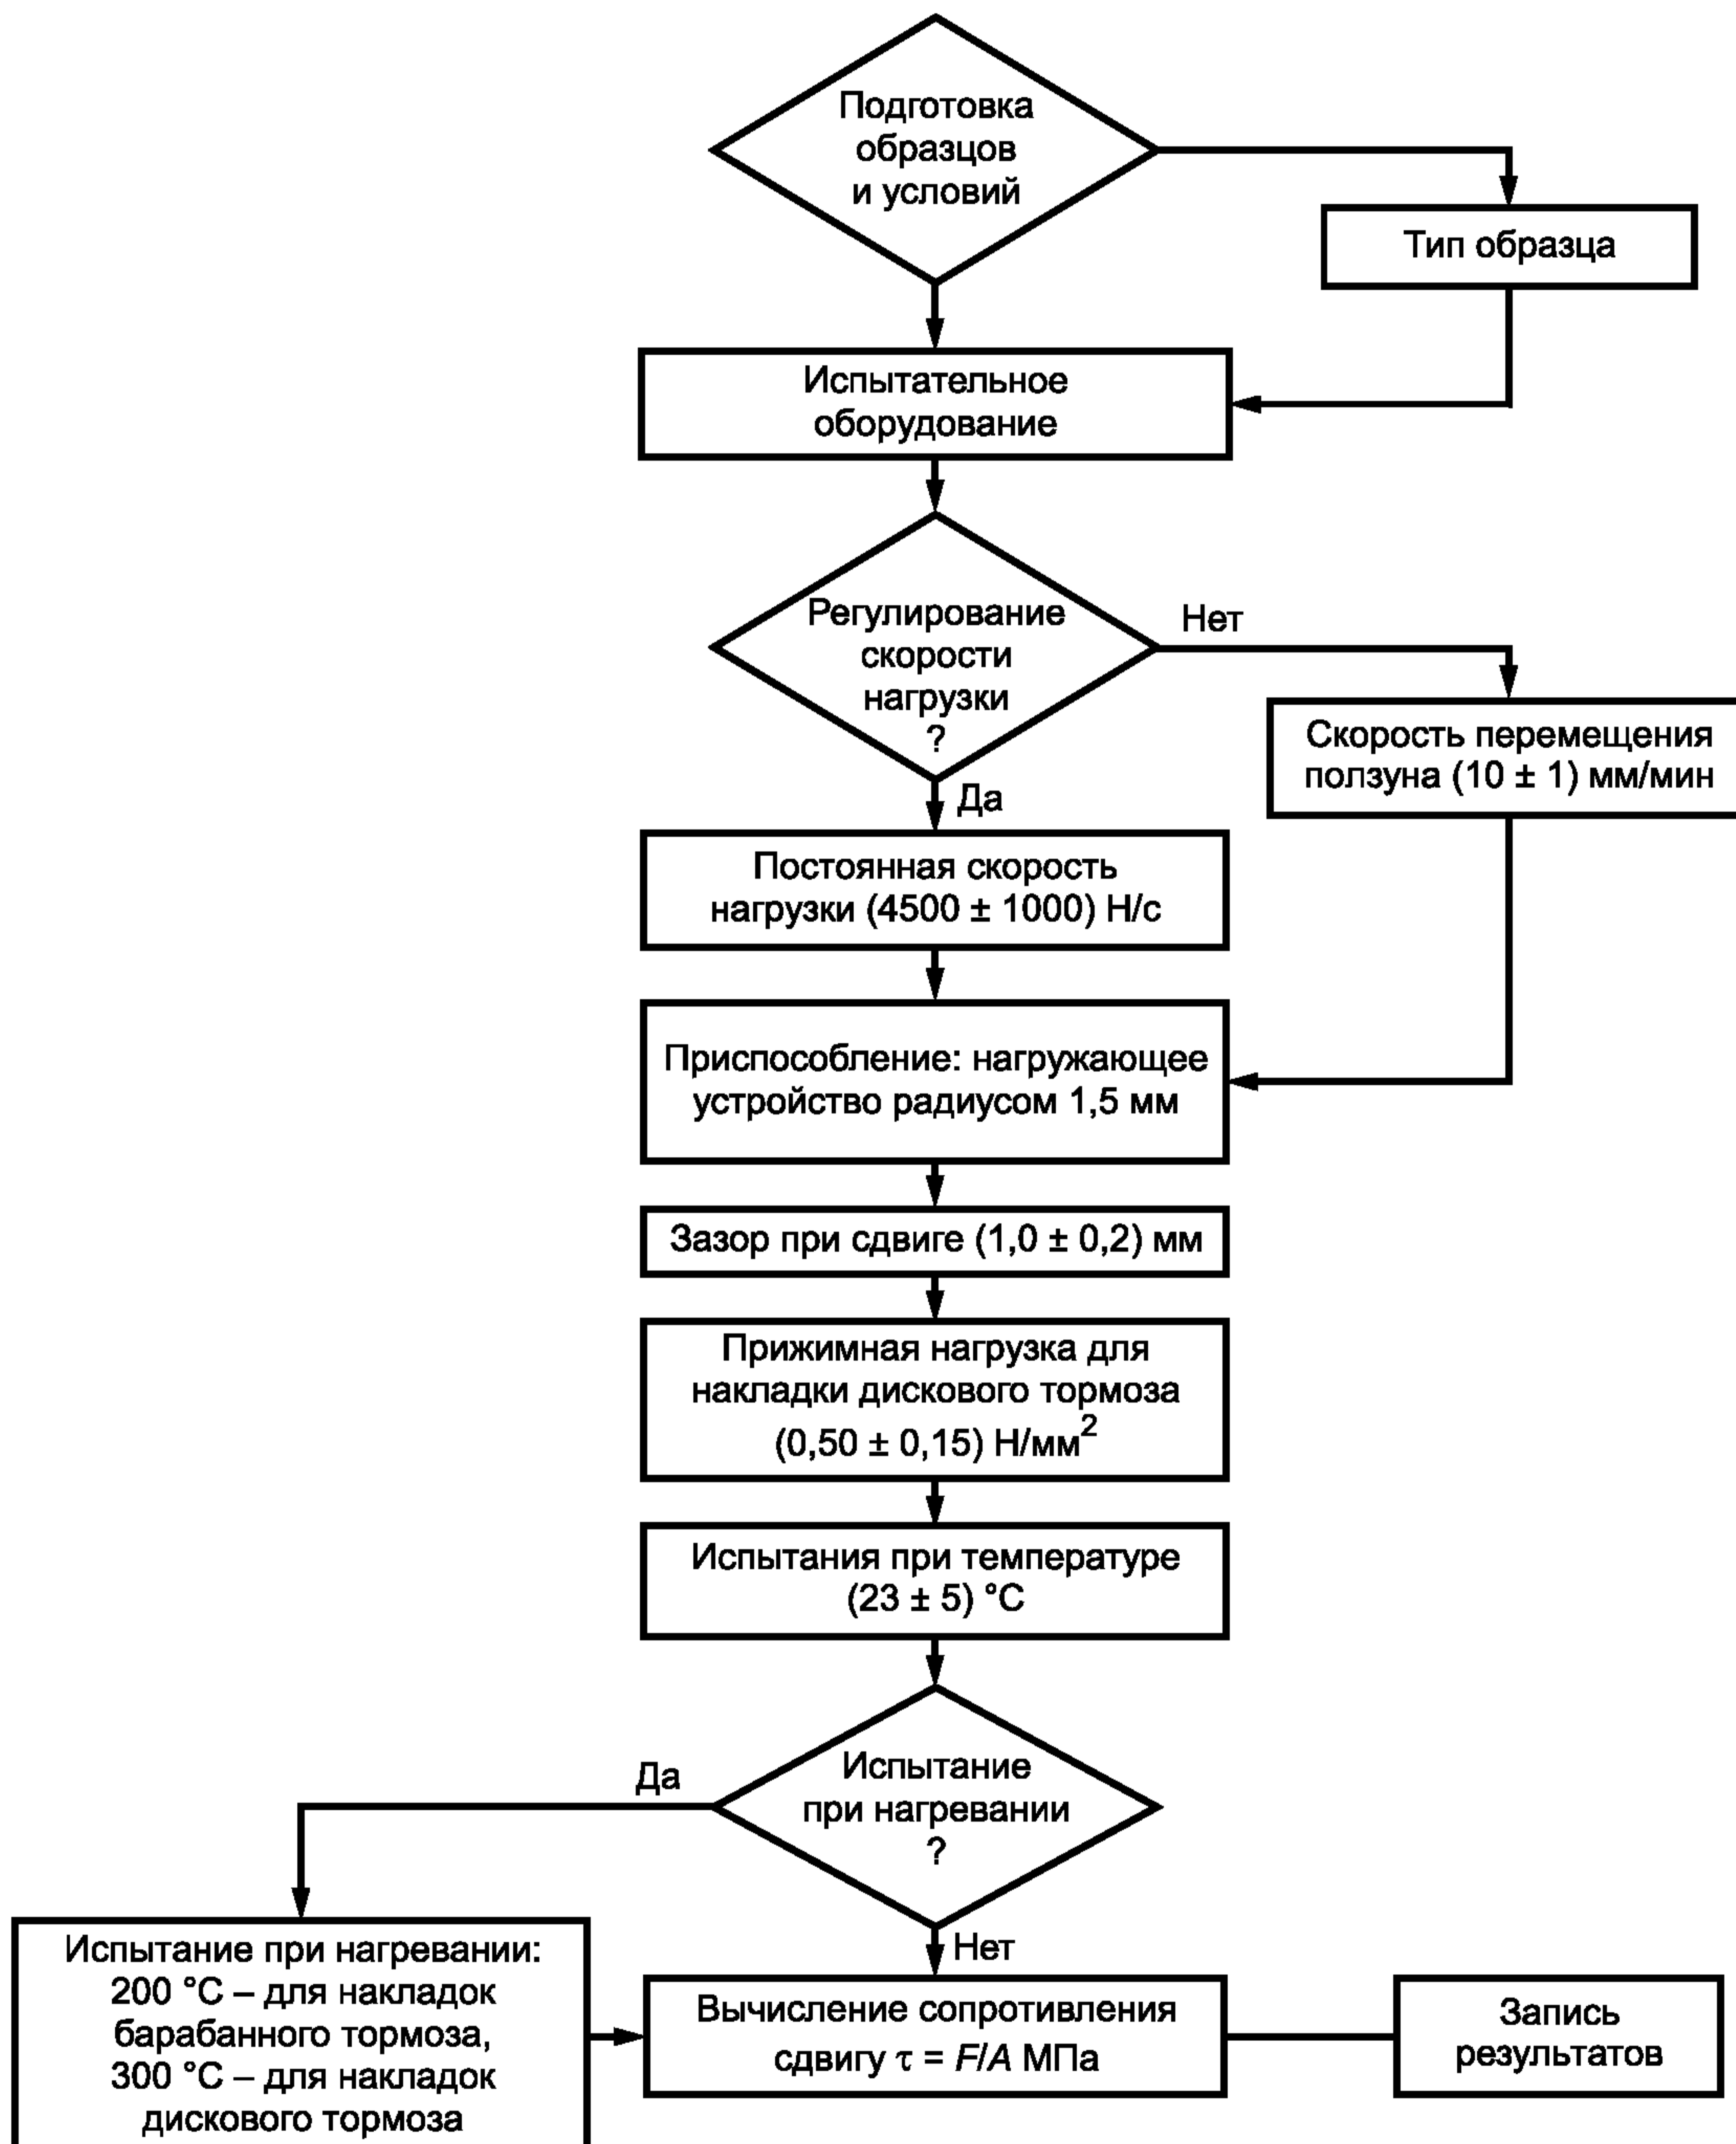 Подготовка
образцов
и условий
Тип образца
Испытательное
оборудование
Регулирование
скорости
нагрузки
?
Нет
Скорость перемещения
ползуна (10 ± 1) мм/мин
Да
Постоянная скорость
нагрузки (4500 ± 1000) Н/с
Приспособление: нагружающее
устройство радиусом 1,5 мм
Зазор при сдвиге (1,0 ± 0,2) мм
Прижимная нагрузка для
накладки дискового тормоза
(0,50 ± 0,15) Н/мм²
Испытания при температуре
(23 ± 5) °С
Испытание
при нагревании
?
Да
Нет
Испытание при нагревании:
200 °С – для накладок
барабанного тормоза,
300 °С – для накладок
дискового тормоза
Вычисление сопротивления
сдвигу τ = F/A МПа
Запись
результатов